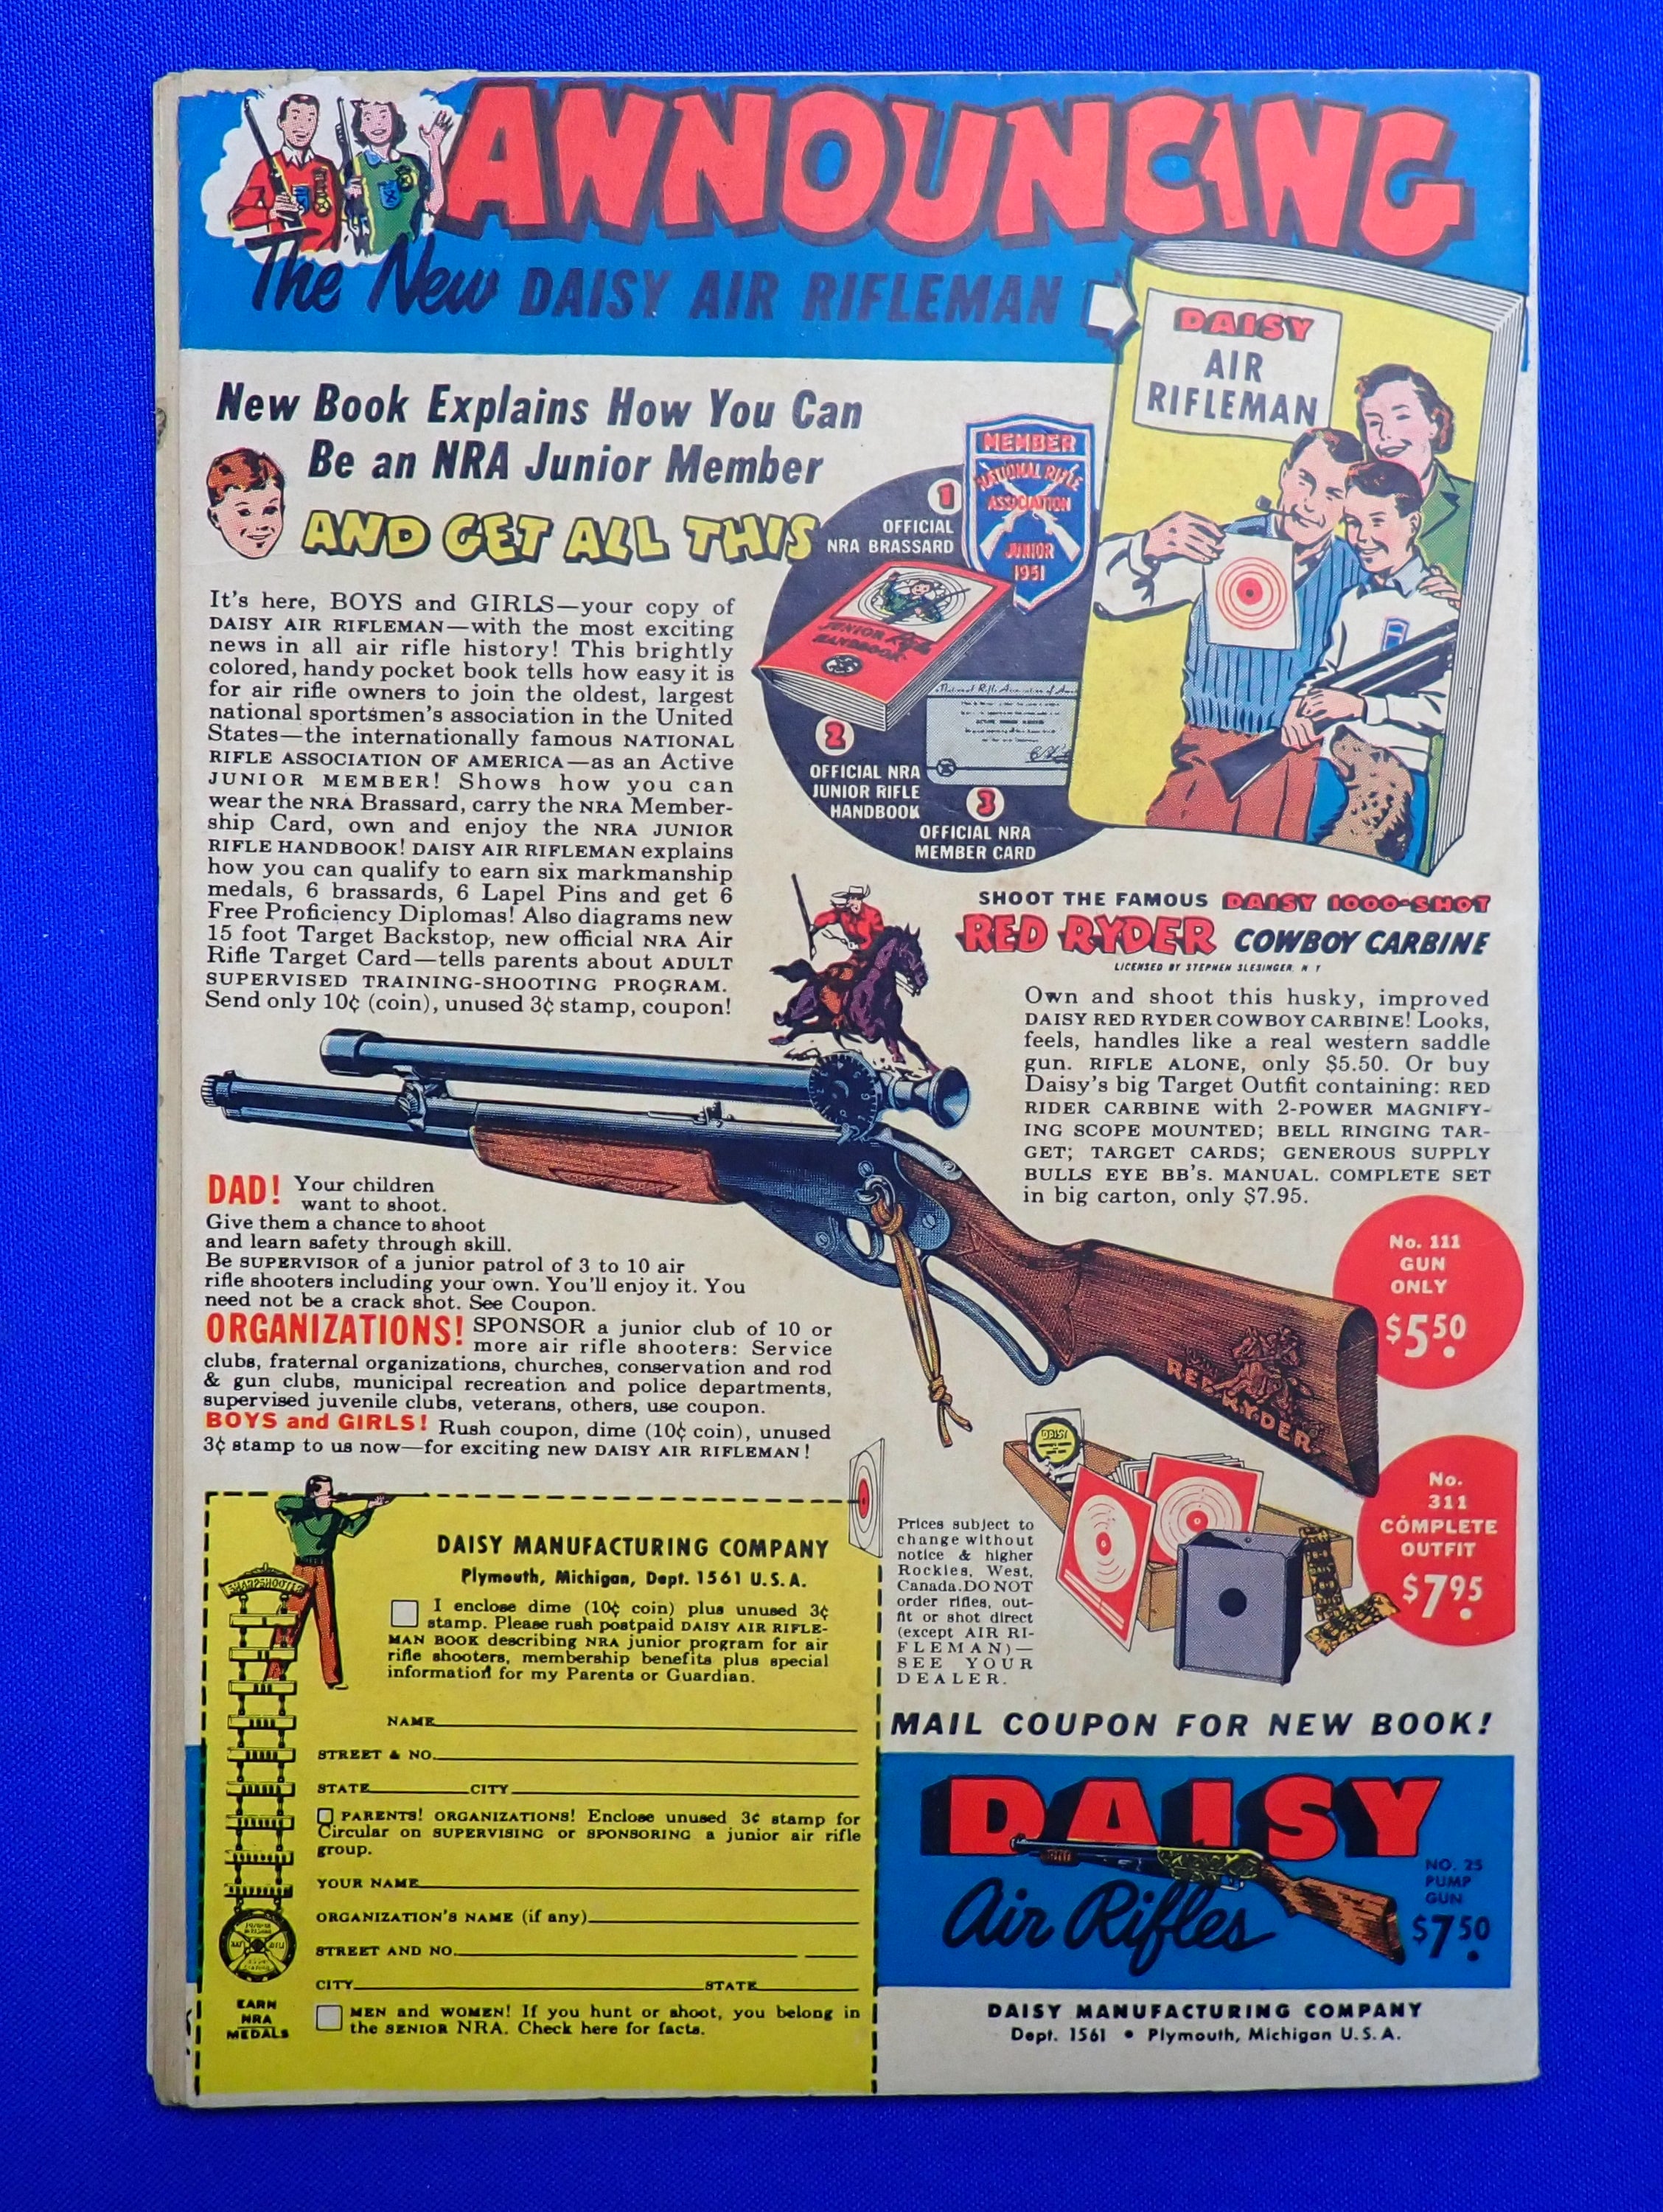 ANNOUNCING
The New DAISY AIR RIFLEMAN
DAISY
AIR
RIFLEMAN
New Book Explains How You Can
Be an NRA Junior Member
AND GET ALL THIS
1
OFFICIAL
NRA BRASSARD
MEMBER
NATIONAL RIFLE
ASSOCIATION
JUNIOR
1951
JUNIOR Rifle
HANDBOOK
2
OFFICIAL NRA
JUNIOR RIFLE
HANDBOOK
National Rifle Association of
3
OFFICIAL NRA
MEMBER CARD
It's here, BOYS and GIRLS—your copy of
DAISY AIR RIFLEMAN—with the most exciting
news in all air rifle history! This brightly
colored, handy pocket book tells how easy it is
for air rifle owners to join the oldest, largest
national sportsmen's association in the United
States—the internationally famous NATIONAL
RIFLE ASSOCIATION OF AMERICA—as an Active
JUNIOR MEMBER! Shows how you can
wear the NRA Brassard, carry the NRA Member-
ship Card, own and enjoy the NRA JUNIOR
RIFLE HANDBOOK! DAISY AIR RIFLEMAN explains
how you can qualify to earn six markmanship
medals, 6 brassards, 6 Lapel Pins and get 6
Free Proficiency Diplomas! Also diagrams new
15 foot Target Backstop, new official NRA Air
Rifle Target Card—tells parents about ADULT
SUPERVISED TRAINING-SHOOTING PROGRAM.
Send only 10¢ (coin), unused 3¢ stamp, coupon!
SHOOT THE FAMOUS DAISY 1000-SHOT
RED RYDER COWBOY CARBINE
LICENSED BY STEPHEN SLESINGER, N Y
Own and shoot this husky, improved
DAISY RED RYDER COWBOY CARBINE! Looks,
feels, handles like a real western saddle
gun. RIFLE ALONE, only $5.50. Or buy
Daisy's big Target Outfit containing: RED
RIDER CARBINE with 2-POWER MAGNIFY-
ING SCOPE MOUNTED; BELL RINGING TAR-
GET; TARGET CARDS; GENEROUS SUPPLY
BULLS EYE BB'S. MANUAL. COMPLETE SET
in big carton, only $7.95.
DAD! Your children
want to shoot.
Give them a chance to shoot
and learn safety through skill.
Be SUPERVISOR of a junior patrol of 3 to 10 air
rifle shooters including your own. You'll enjoy it. You
need not be a crack shot. See Coupon.
ORGANIZATIONS! SPONSOR a junior club of 10 or
more air rifle shooters: Service
clubs, fraternal organizations, churches, conservation and rod
& gun clubs, municipal recreation and police departments,
supervised juvenile clubs, veterans, others, use coupon.
BOYS and GIRLS! Rush coupon, dime (10¢ coin), unused
3¢ stamp to us now—for exciting new DAISY AIR RIFLEMAN!
No. 111
GUN
ONLY
$5.50
RED RYDER
DAISY
No.
311
COMPLETE
OUTFIT
$7.95
Prices subject to
change without
notice & higher
Rockies, West,
Canada. DO NOT
order rifles, out-
fit or shot direct
(except AIR RI-
FLEMAN)—
SEE YOUR
DEALER.
MAIL COUPON FOR NEW BOOK!
SHARPSHOOTER
DAISY MANUFACTURING COMPANY
Plymouth, Michigan, Dept. 1561 U.S.A.
I enclose dime (10¢ coin) plus unused 3¢
stamp. Please rush postpaid DAISY AIR RIFLE-
MAN BOOK describing NRA junior program for air
rifle shooters, membership benefits plus special
information for my Parents or Guardian.
NAME
STREET & NO.
STATE CITY
PARENTS! ORGANIZATIONS! Enclose unused 3¢ stamp for
Circular on SUPERVISING or SPONSORING a junior air rifle
group.
YOUR NAME
ORGANIZATION'S NAME (if any)
STREET AND NO.
CITY STATE
MEN and WOMEN! If you hunt or shoot, you belong in
the SENIOR NRA. Check here for facts.
EARN
NRA
MEDALS
DAISY
Air Rifles
NO. 25
PUMP
GUN
$7.50
DAISY MANUFACTURING COMPANY
Dept. 1561 • Plymouth, Michigan U.S.A.